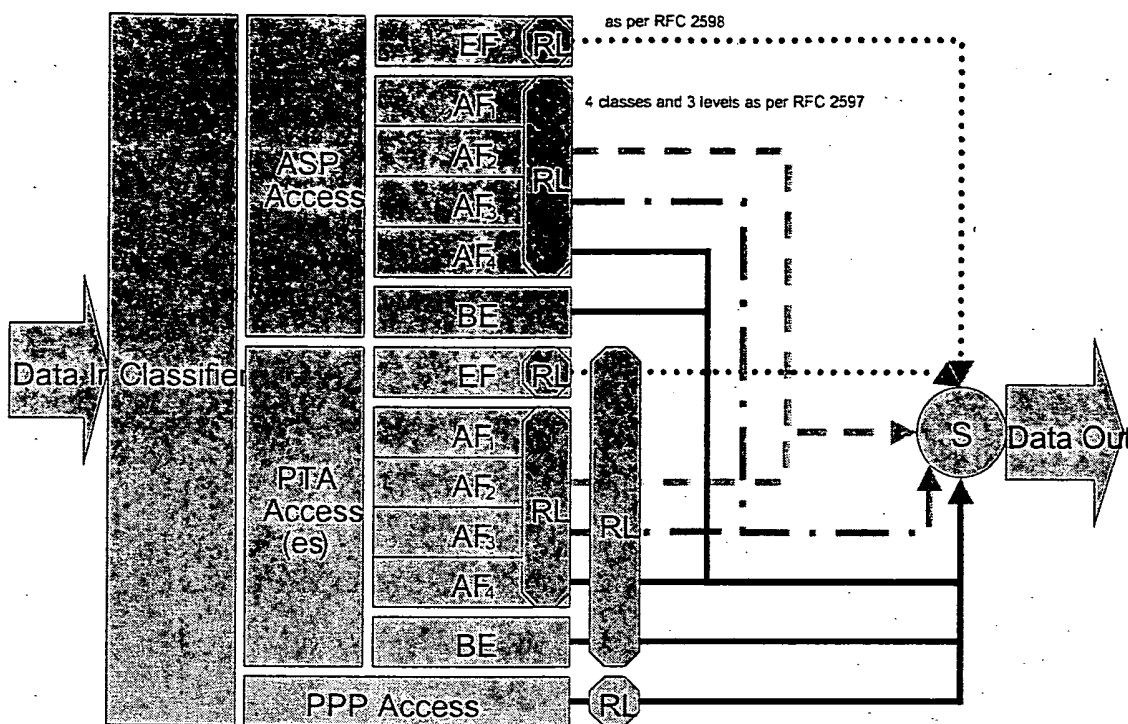 as per RFC 2598
EF RL
4 classes and 3 levels as per RFC 2597
AF1
AF2
ASP
Access
RL
AF3
AF4
BE
Data In Classifier
EF RL
AF1
S
Data Out
PTA
Access
(es)
AF2
RL
RL
AF3
AF4
BE
PPP Access
RL